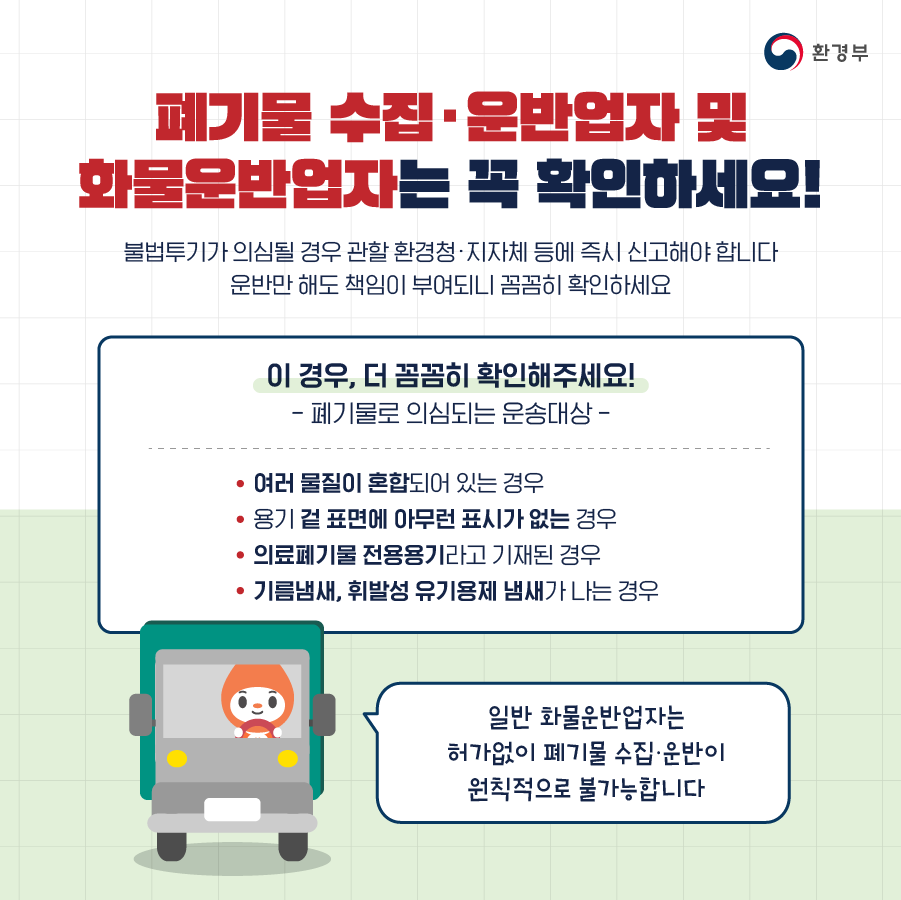 환경부
폐기물 수집·운반업자 및
화물운반업자는 꼭 확인하세요!
불법투기가 의심될 경우 관할 환경청·지자체 등에 즉시 신고해야 합니다
운반만 해도 책임이 부여되니 꼼꼼히 확인하세요
이 경우, 더 꼼꼼히 확인해주세요!
- 폐기물로 의심되는 운송대상 -
• 여러 물질이 혼합되어 있는 경우
• 용기 겉 표면에 아무런 표시가 없는 경우
• 의료폐기물 전용용기라고 기재된 경우
• 기름냄새, 휘발성 유기용제 냄새가 나는 경우
일반 화물운반업자는
허가없이 폐기물 수집·운반이
원칙적으로 불가능합니다